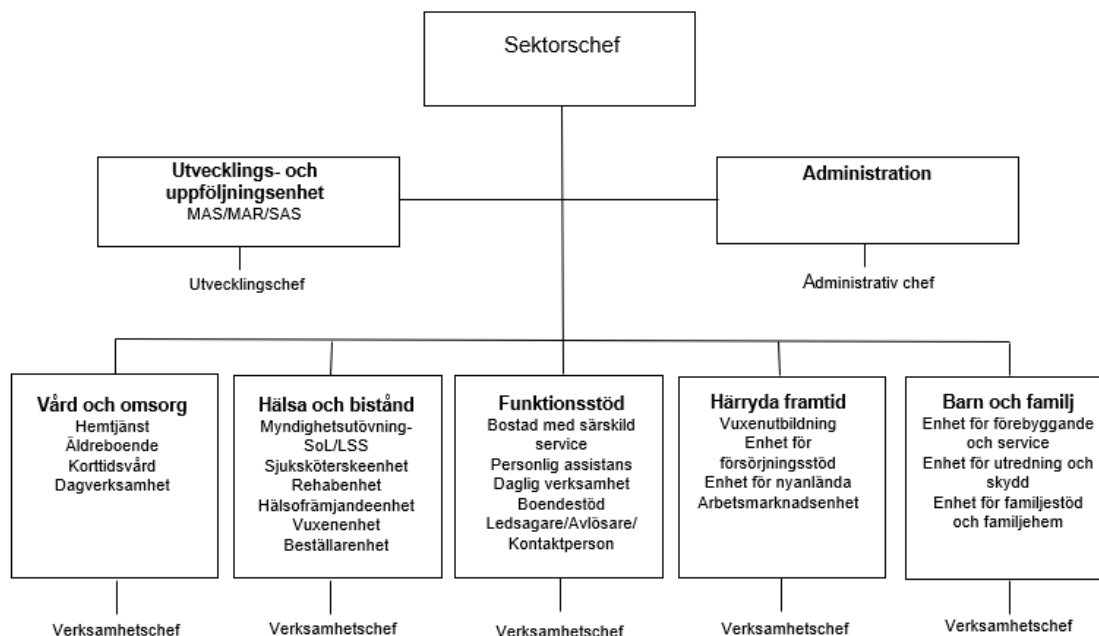 Sektorschef
Utvecklings- och
uppföljningsenhet
MAS/MAR/SAS
Utvecklingschef
Administration
Administrativ chef
Vård och omsorg
Hemtjänst
Äldreboende
Korttidsvård
Dagverksamhet
Verksamhetschef
Hälsa och bistånd
Myndighetsutövning-
SoL/LSS
Sjuksköterskeenhet
Rehabenhet
Hälsofrämjandeenhet
Vuxenenhet
Beställarenhet
Verksamhetschef
Funktionsstöd
Bostad med särskild
service
Personlig assistans
Daglig verksamhet
Boendestöd
Ledsagare/Avlösare/
Kontaktperson
Verksamhetschef
Härryda framtid
Vuxenutbildning
Enhet för
försörjningsstöd
Enhet för nyanlända
Arbetsmarknadsenhet
Verksamhetschef
Barn och familj
Enhet för förebyggande
och service
Enhet för utredning och
skydd
Enhet för familjestöd
och familjehem
Verksamhetschef